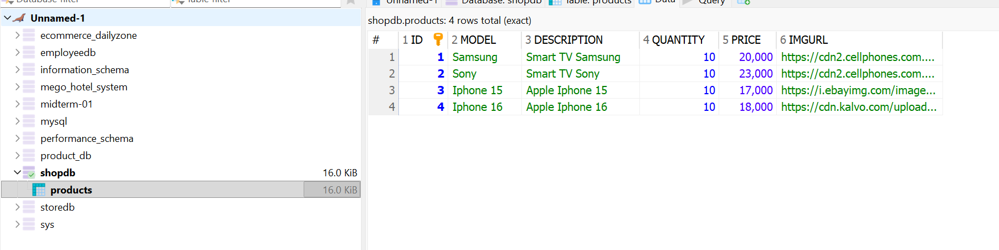 Database filter Table filter
Unnamed-1
ecommerce_dailyzone
employeedb
information_schema
mego_hotel_system
midterm-01
mysql
performance_schema
product_db
shopdb 16.0 KiB
products 16.0 KiB
storedb
sys
Unnamed-1 Database: shopdb Table: products Data Query
shopdb.products: 4 rows total (exact)
# 1 ID 2 MODEL 3 DESCRIPTION 4 QUANTITY 5 PRICE 6 IMGURL
1 1 Samsung Smart TV Samsung 10 20,000 https://cdn2.cellphones.com....
2 2 Sony Smart TV Sony 10 23,000 https://cdn2.cellphones.com....
3 3 Iphone 15 Apple Iphone 15 10 17,000 https://i.ebayimg.com/image...
4 4 Iphone 16 Apple Iphone 16 10 18,000 https://cdn.kalvo.com/upload...